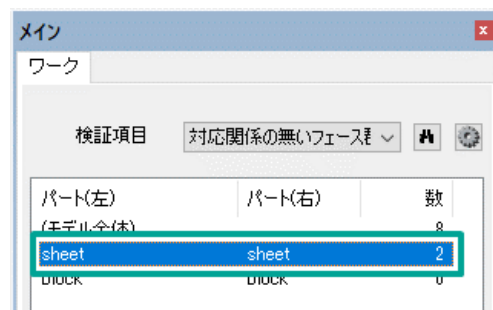 メイン
ワーク
検証項目 対応関係の無いフェース
パート(左) パート(右) 数
(モデル全体) 8
sheet sheet 2
block block 0